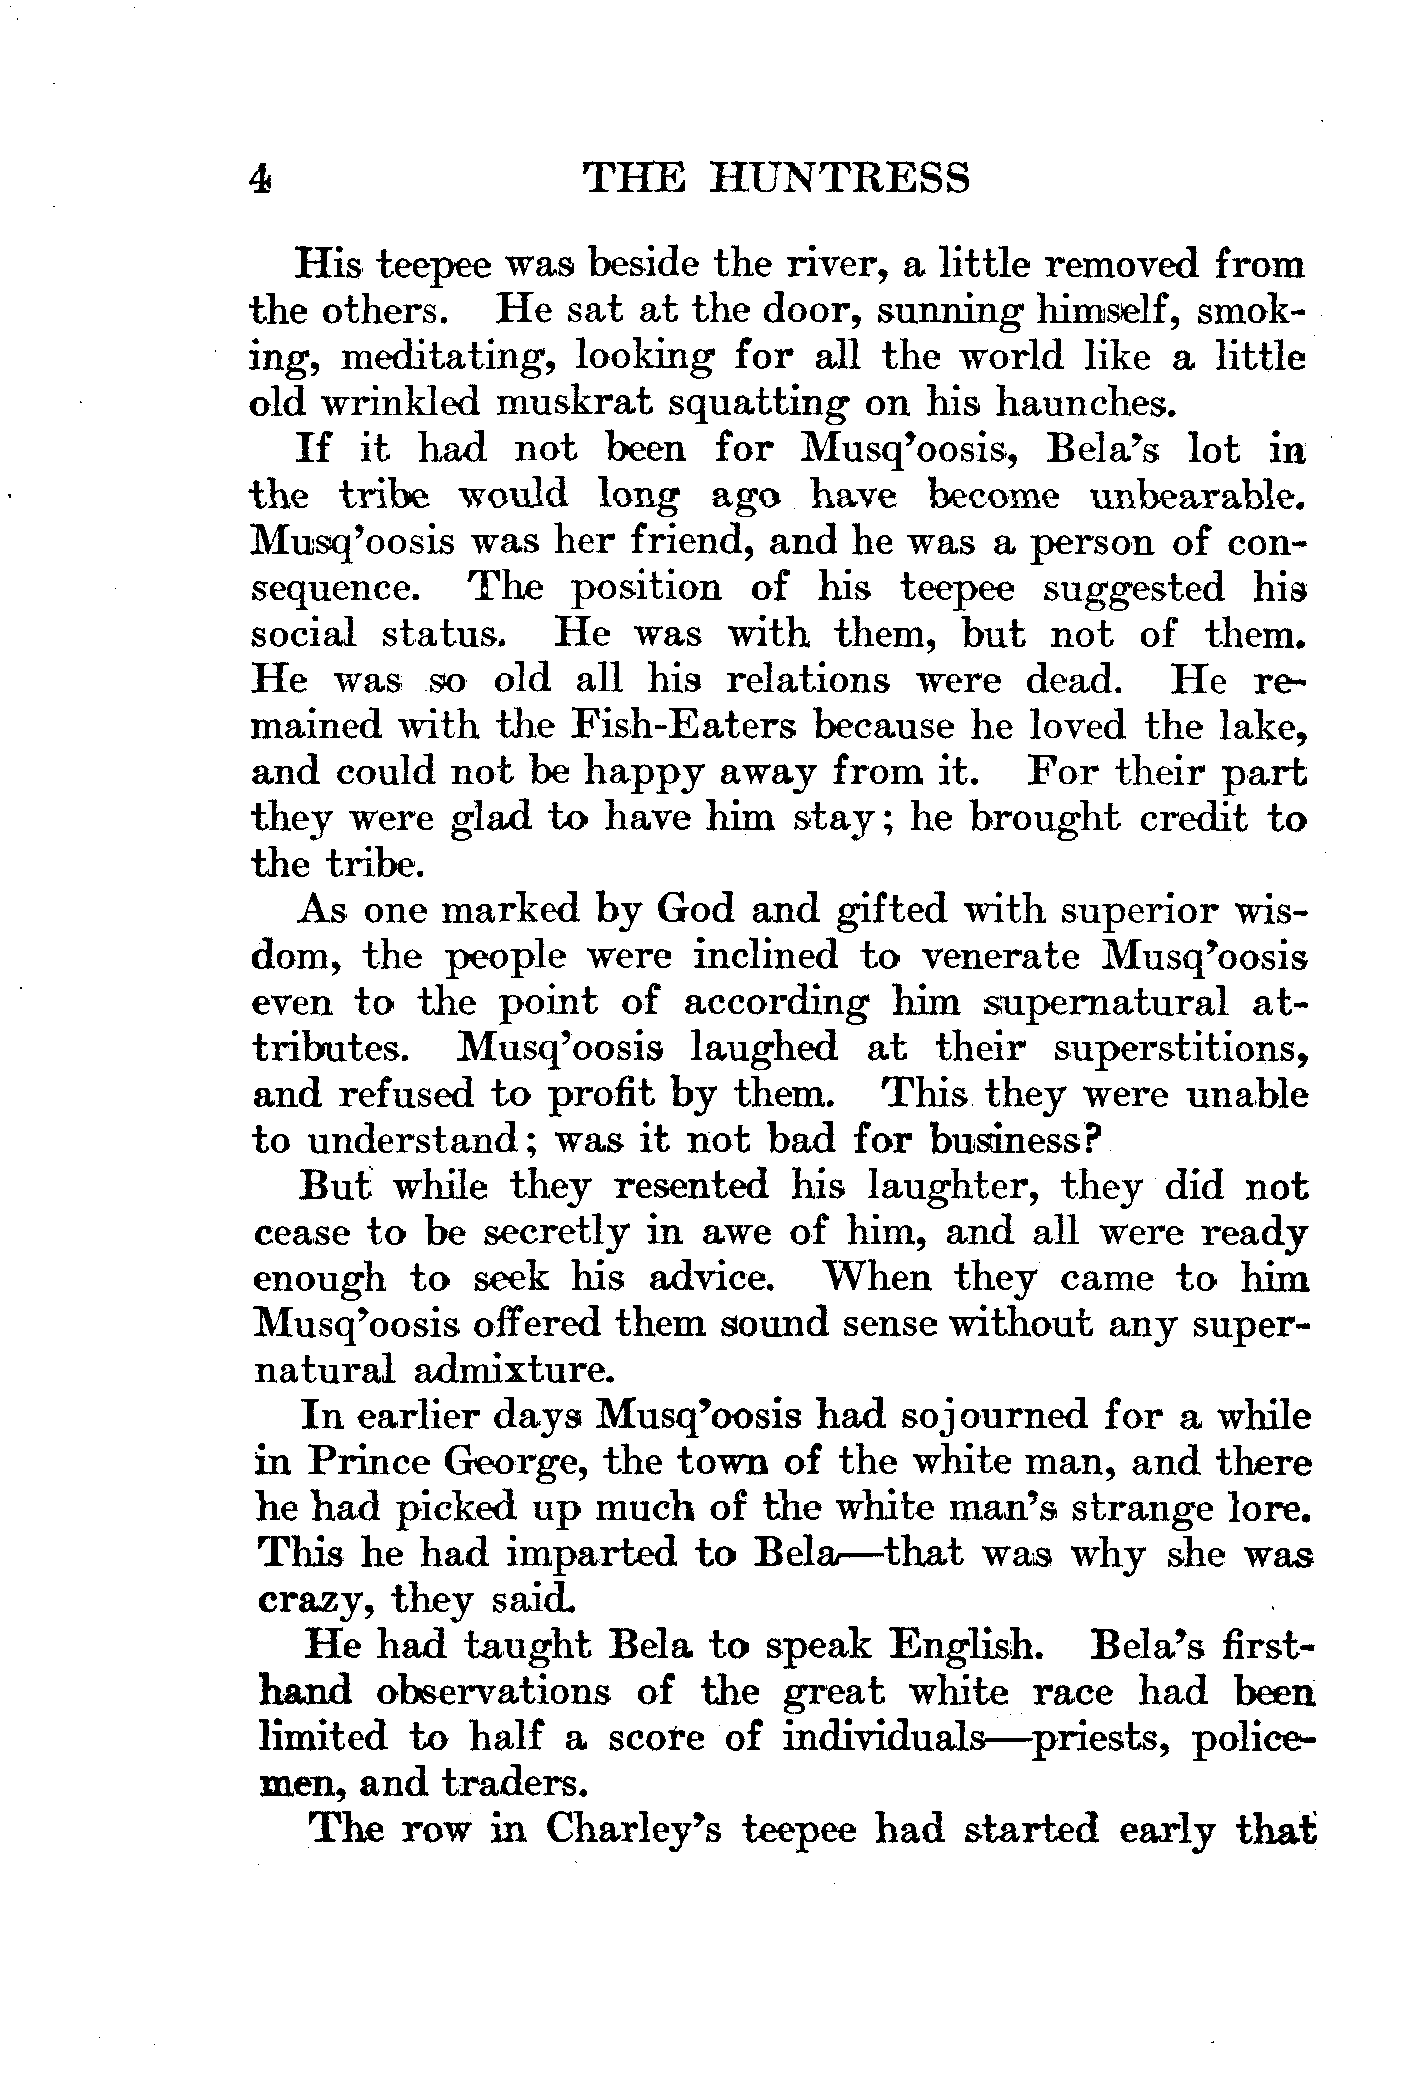 4 THE HUNTRESS
His teepee was beside the river, a little removed from
the others. He sat at the door, sunning himself, smok-
ing, meditating, looking for all the world like a little
old wrinkled muskrat squatting on his haunches.
If it had not been for Musq’oosis, Bela’s lot in
the tribe would long ago have become unbearable.
Musq’oosis was her friend, and he was a person of con-
sequence. The position of his teepee suggested his
social status. He was with them, but not of them.
He was so old all his relations were dead. He re-
mained with the Fish-Eaters because he loved the lake,
and could not be happy away from it. For their part
they were glad to have him stay; he brought credit to
the tribe.
As one marked by God and gifted with superior wis-
dom, the people were inclined to venerate Musq’oosis
even to the point of according him supernatural at-
tributes. Musq’oosis laughed at their superstitions,
and refused to profit by them. This they were unable
to understand; was it not bad for business?
But while they resented his laughter, they did not
cease to be secretly in awe of him, and all were ready
enough to seek his advice. When they came to him
Musq’oosis offered them sound sense without any super-
natural admixture.
In earlier days Musq’oosis had sojourned for a while
in Prince George, the town of the white man, and there
he had picked up much of the white man’s strange lore.
This he had imparted to Bela—that was why she was
crazy, they said.
He had taught Bela to speak English. Bela’s first-
hand observations of the great white race had been
limited to half a score of individuals—priests, police-
men, and traders.
The row in Charley’s teepee had started early that